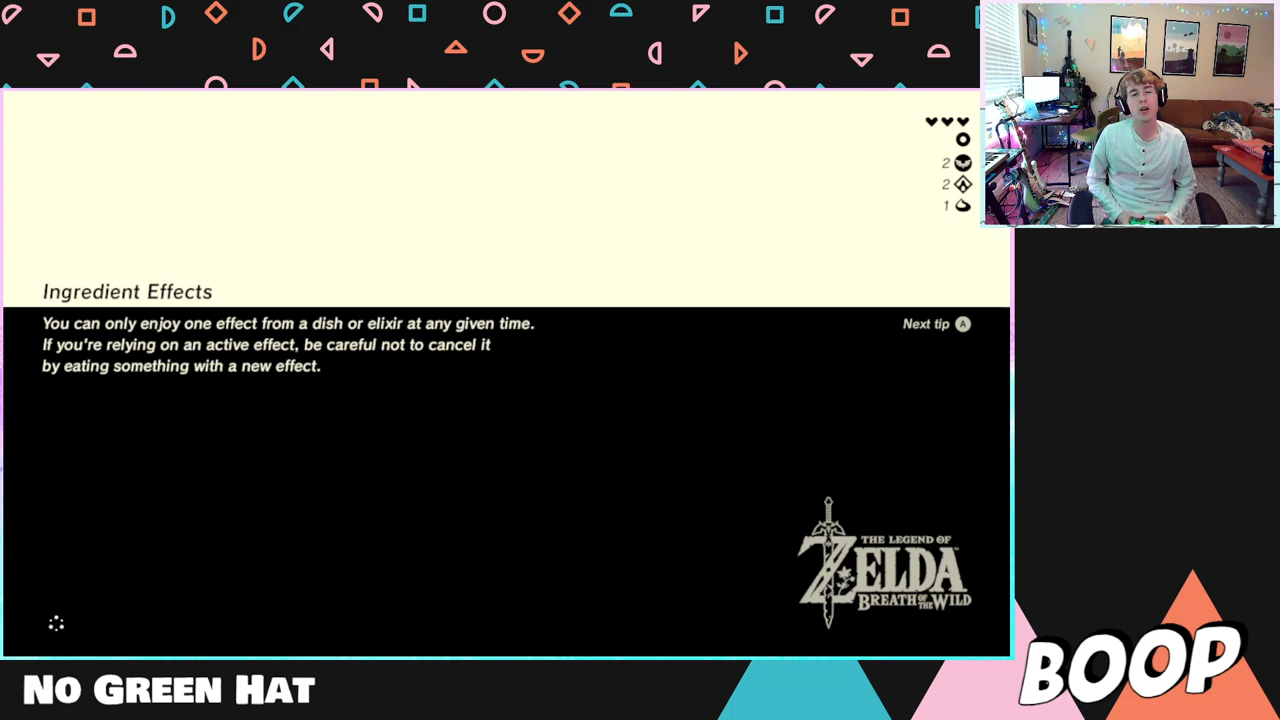 2
2
1
Ingredient Effects
You can only enjoy one effect from a dish or elixir at any given time.
If you're relying on an active effect, be careful not to cancel it
by eating something with a new effect.
Next tip A
THE LEGEND OF
ZELDA
BREATH OF THE WILD
NO GREEN HAT
BOOP